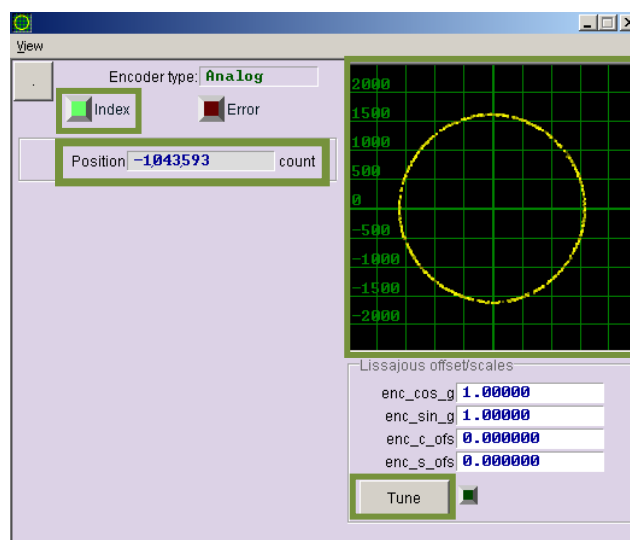 View
Encoder type: Analog
Index
Error
Position -1,043,593 count
2000
1500
1000
500
0
-500
-1000
-1500
-2000
Lissajous offset/scales
enc_cos_g 1.00000
enc_sin_g 1.00000
enc_c_ofs 0.000000
enc_s_ofs 0.000000
Tune